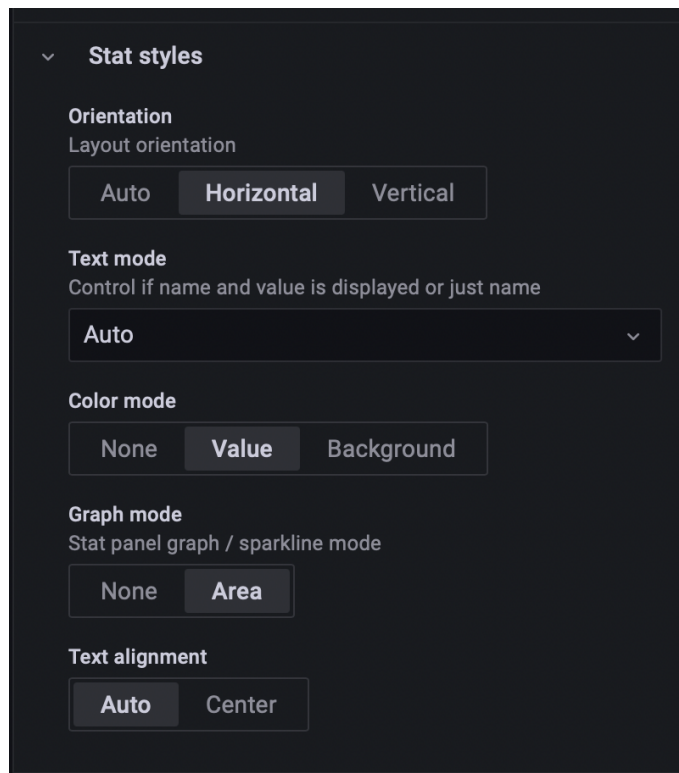 Stat styles
Orientation
Layout orientation
Auto Horizontal Vertical
Text mode
Control if name and value is displayed or just name
Auto
Color mode
None Value Background
Graph mode
Stat panel graph / sparkline mode
None Area
Text alignment
Auto Center